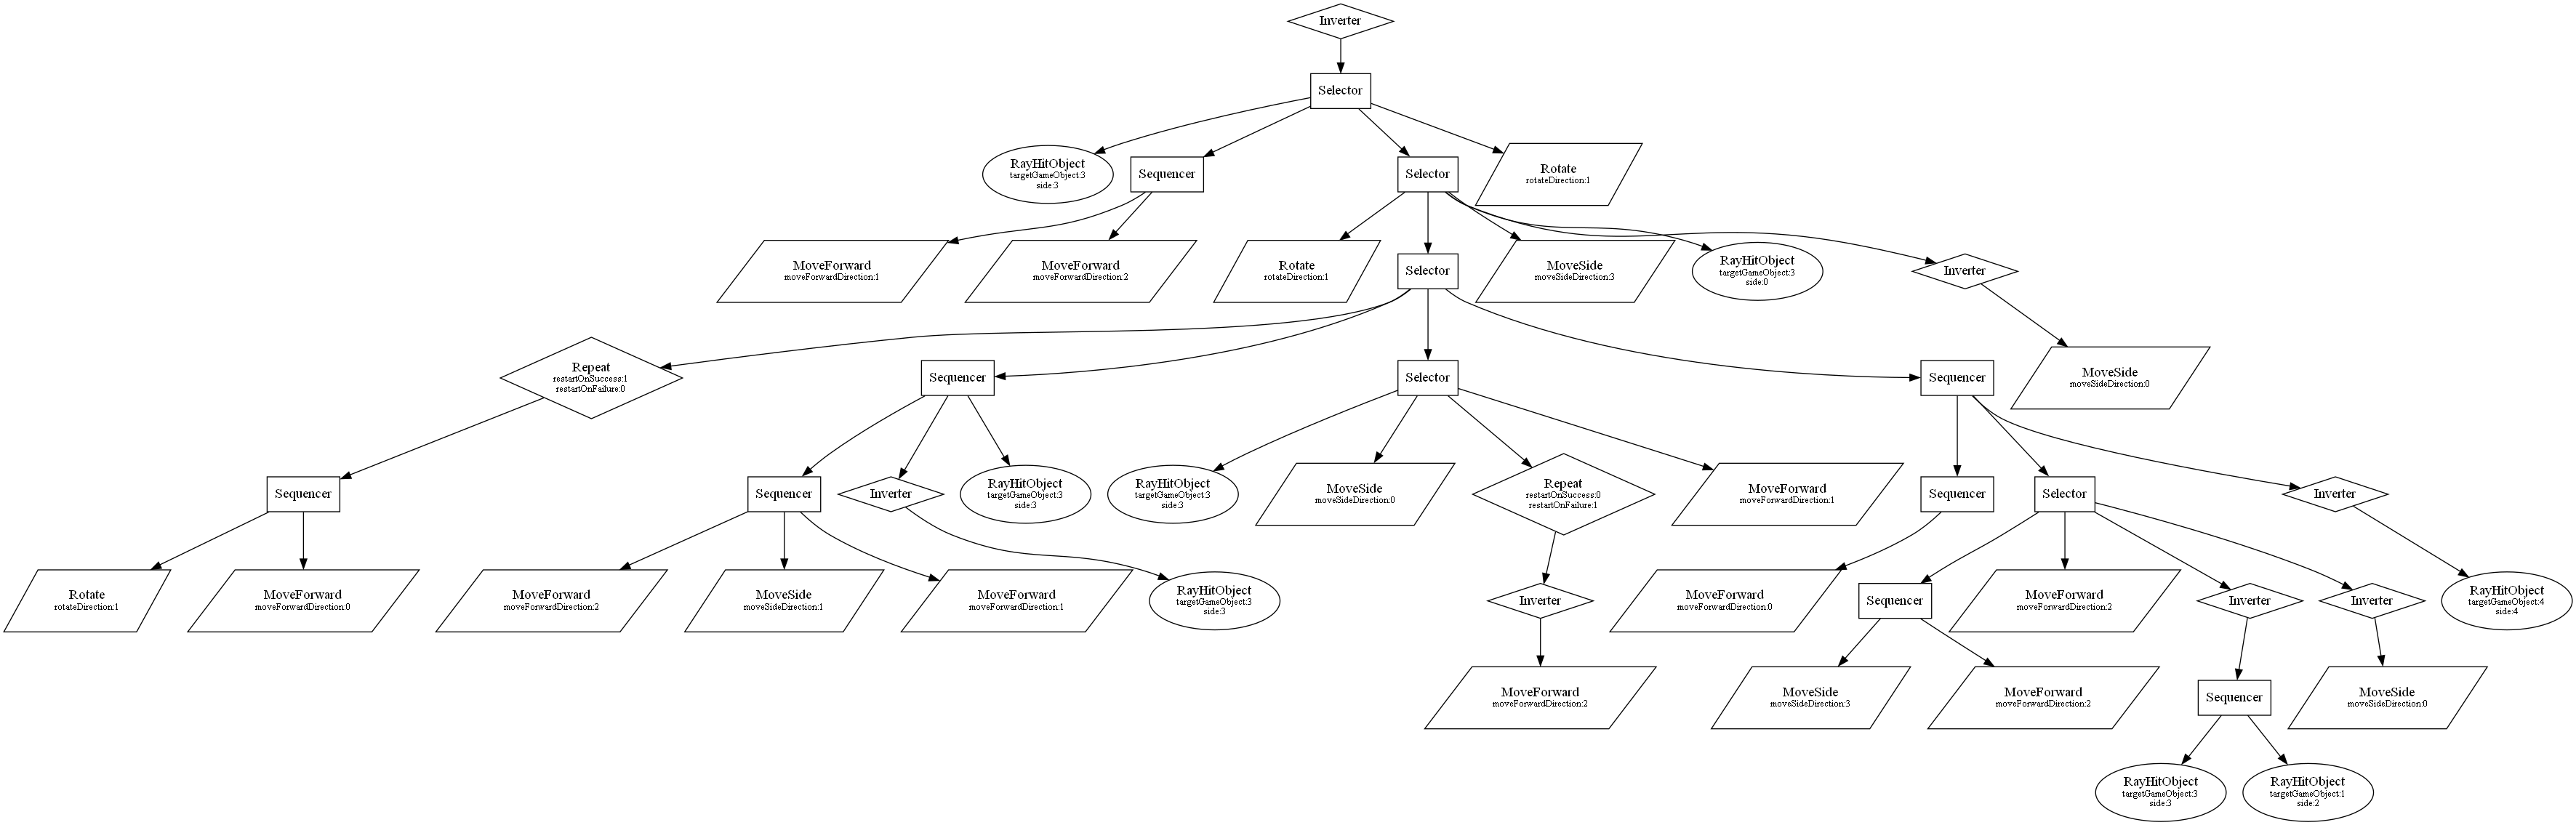 Inverter
Selector
RayHitObject
targetGameObject:3
side:3
Sequencer
Selector
Rotate
rotateDirection:1
MoveForward
moveForwardDirection:1
MoveForward
moveForwardDirection:2
Rotate
rotateDirection:1
Selector
MoveSide
moveSideDirection:3
RayHitObject
targetGameObject:3
side:0
Inverter
Repeat
restartOnSuccess:1
restartOnFailure:0
Sequencer
Selector
Sequencer
MoveSide
moveSideDirection:0
Sequencer
Sequencer
Inverter
RayHitObject
targetGameObject:3
side:3
RayHitObject
targetGameObject:3
side:3
MoveSide
moveSideDirection:0
Repeat
restartOnSuccess:0
restartOnFailure:1
MoveForward
moveForwardDirection:1
Sequencer
Selector
Inverter
Rotate
rotateDirection:1
MoveForward
moveForwardDirection:0
MoveForward
moveForwardDirection:2
MoveSide
moveSideDirection:1
MoveForward
moveForwardDirection:1
RayHitObject
targetGameObject:3
side:3
Inverter
MoveForward
moveForwardDirection:0
Sequencer
MoveForward
moveForwardDirection:2
Inverter
Inverter
RayHitObject
targetGameObject:4
side:4
MoveForward
moveForwardDirection:2
MoveSide
moveSideDirection:3
MoveForward
moveForwardDirection:2
Sequencer
MoveSide
moveSideDirection:0
RayHitObject
targetGameObject:3
side:3
RayHitObject
targetGameObject:1
side:2